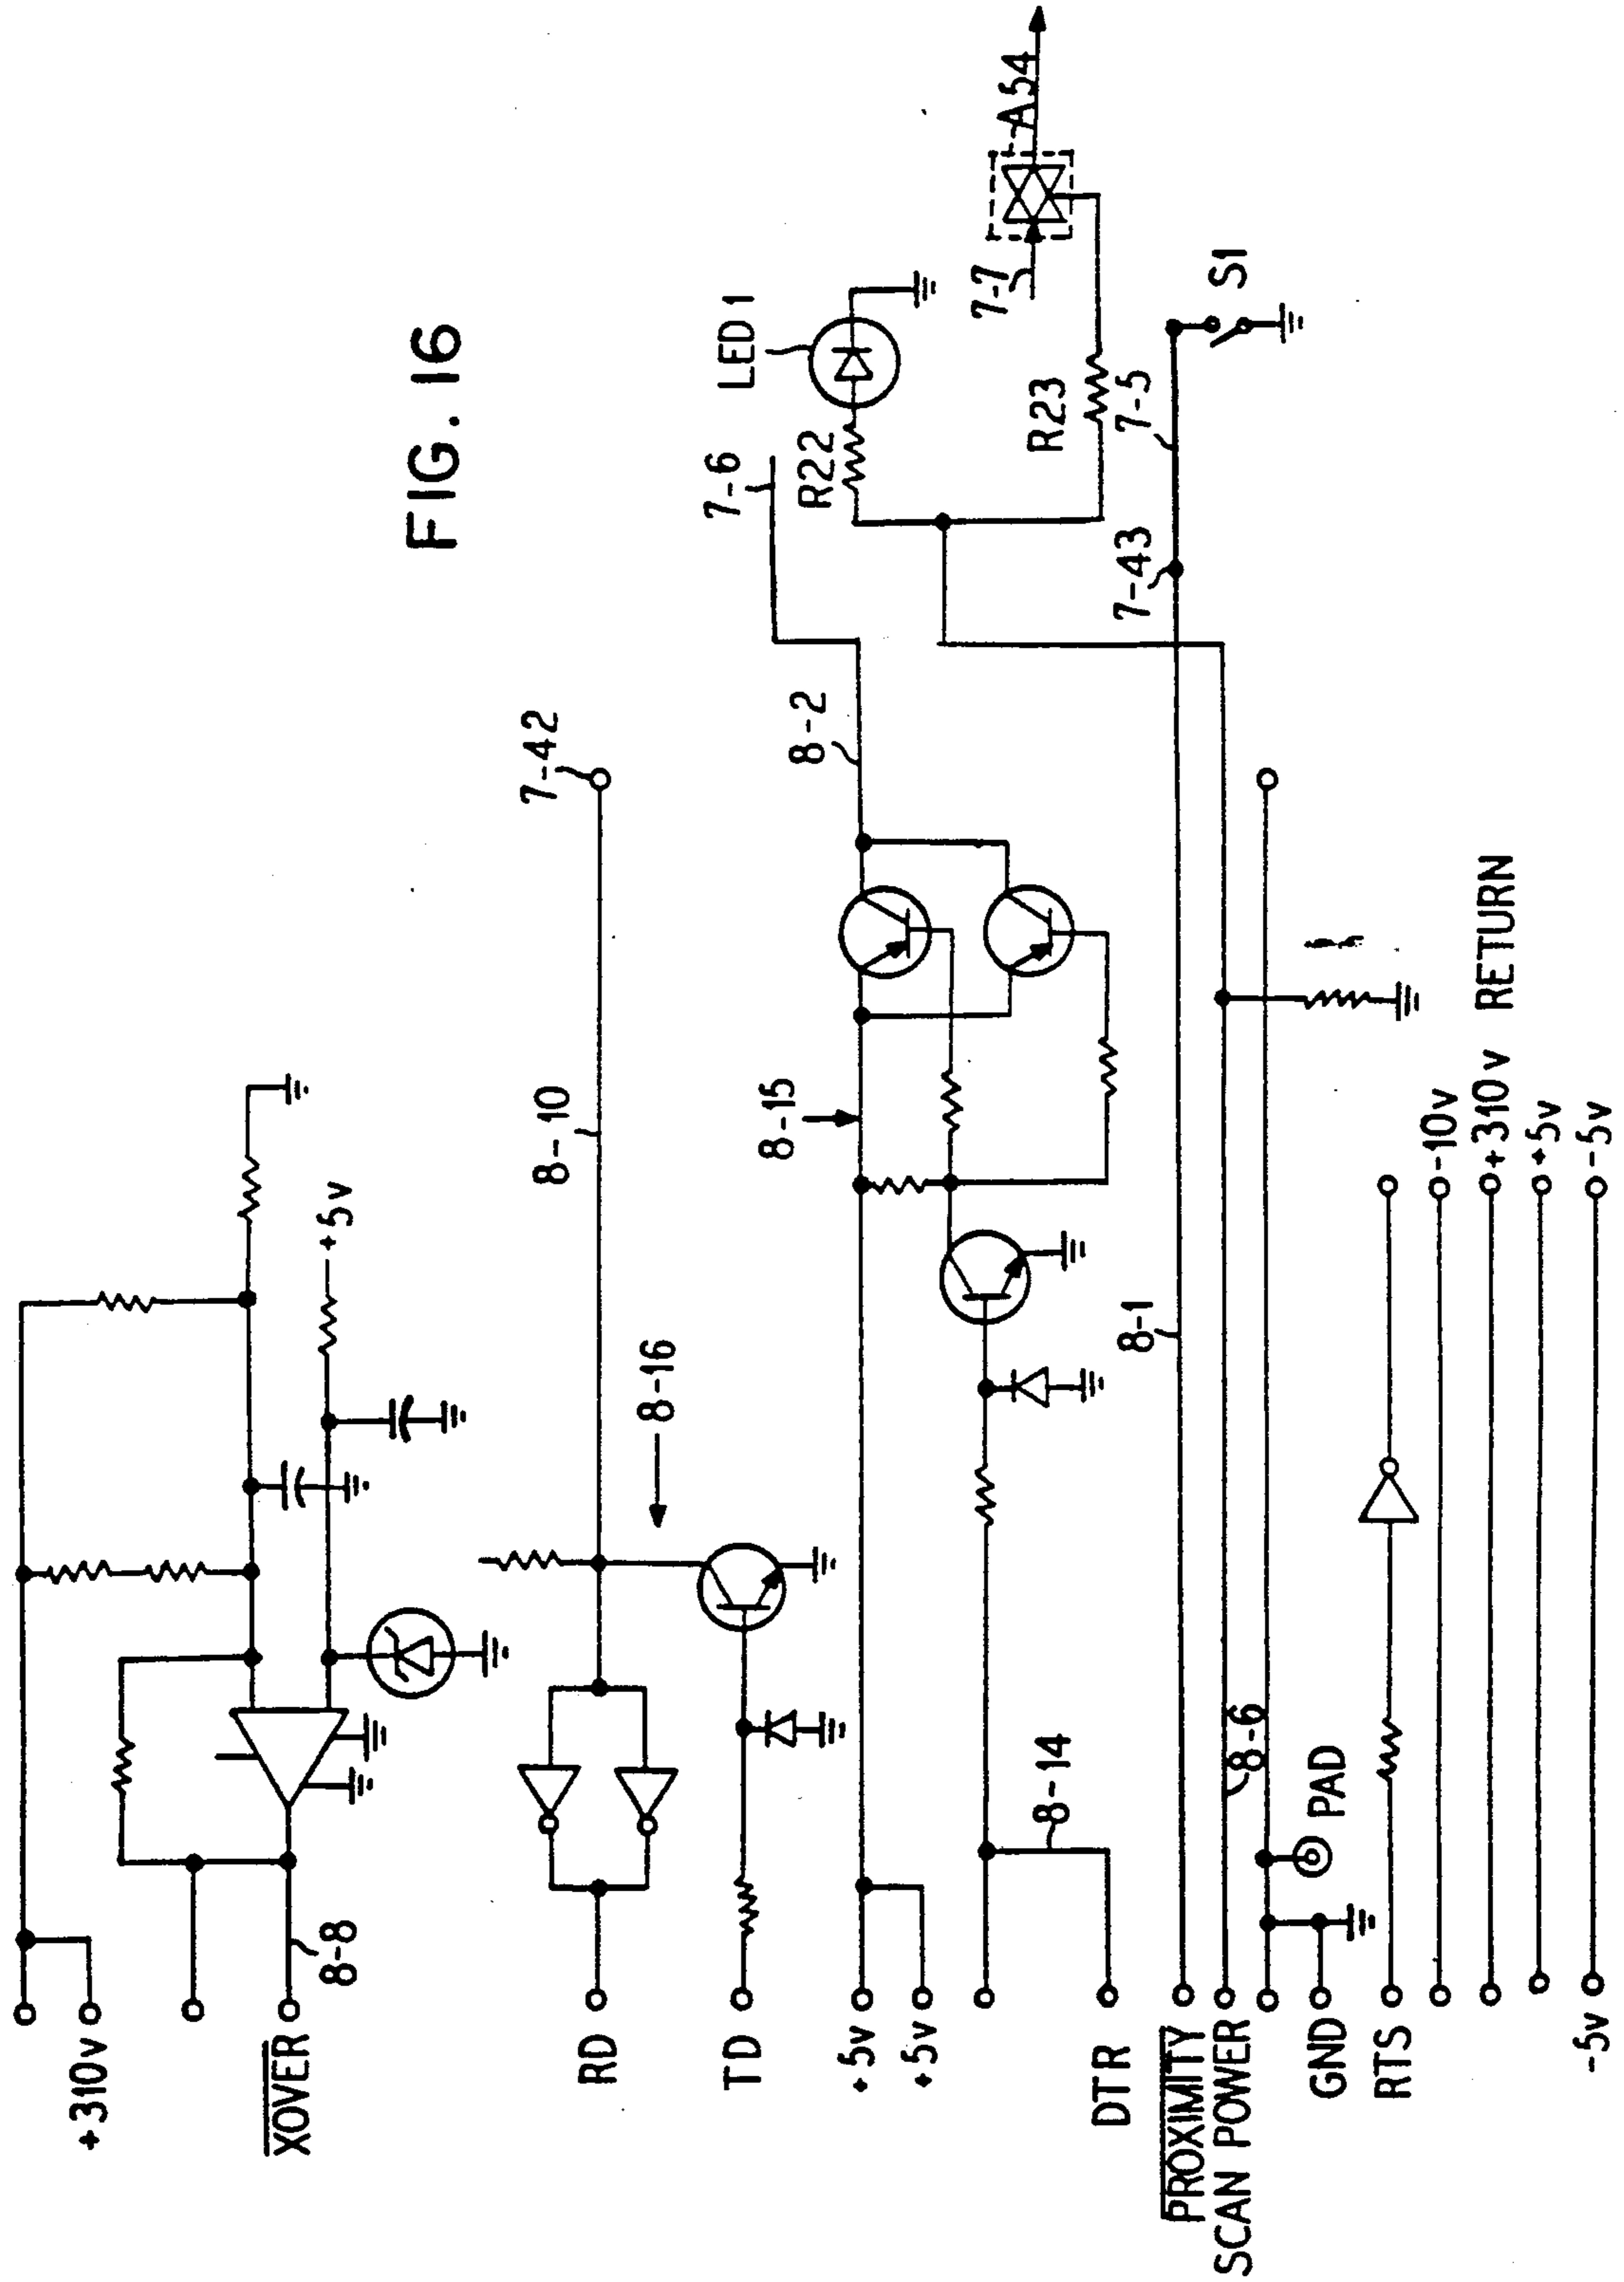 FIG. 16
+310v
XOVER
8-8
+5v
RD
TD
8-16
8-10
7-42
+5v
+5v
DTR
8-14
8-15
8-2
7-6
R22
LED 1
R23
7-7
A54
PROXIMITY
SCAN POWER
8-1
8-6
7-43
7-5
S1
GND
PAD
RTS
-10v
+310v RETURN
+5v
-5v
-5v